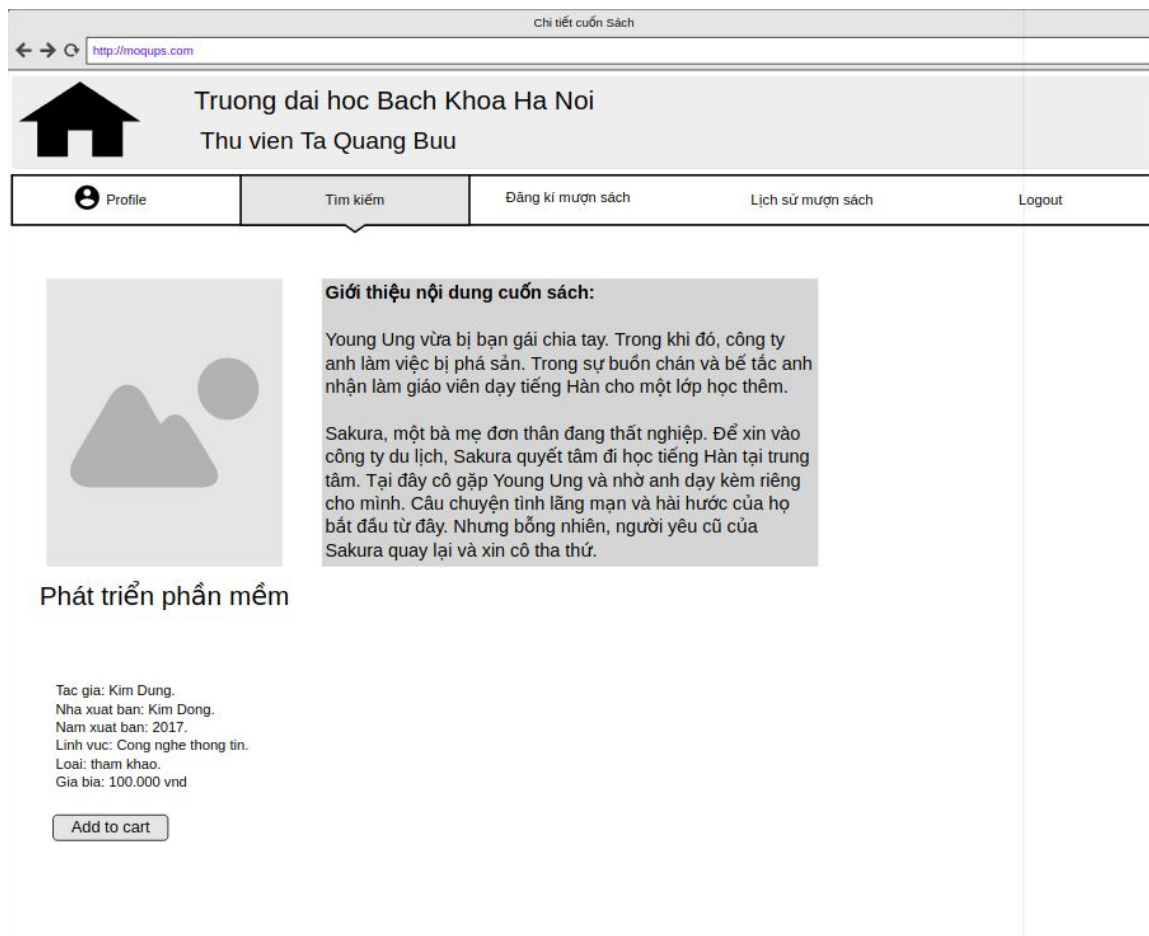 Chi tiết cuốn Sách
http://moqups.com
Truong dai hoc Bach Khoa Ha Noi
Thu vien Ta Quang Buu
Profile
Tìm kiếm
Đăng kí mượn sách
Lịch sử mượn sách
Logout
Giới thiệu nội dung cuốn sách:
Young Ung vừa bị bạn gái chia tay. Trong khi đó, công ty
anh làm việc bị phá sản. Trong sự buồn chán và bế tắc anh
nhận làm giáo viên dạy tiếng Hàn cho một lớp học thêm.
Sakura, một bà mẹ đơn thân đang thất nghiệp. Để xin vào
công ty du lịch, Sakura quyết tâm đi học tiếng Hàn tại trung
tâm. Tại đây cô gặp Young Ung và nhờ anh dạy kèm riêng
cho mình. Câu chuyện tình lãng mạn và hài hước của họ
bắt đầu từ đây. Nhưng bỗng nhiên, người yêu cũ của
Sakura quay lại và xin cô tha thứ.
Phát triển phần mềm
Tac gia: Kim Dung.
Nha xuat ban: Kim Dong.
Nam xuat ban: 2017.
Linh vuc: Cong nghe thong tin.
Loai: tham khao.
Gia bia: 100.000 vnd
Add to cart